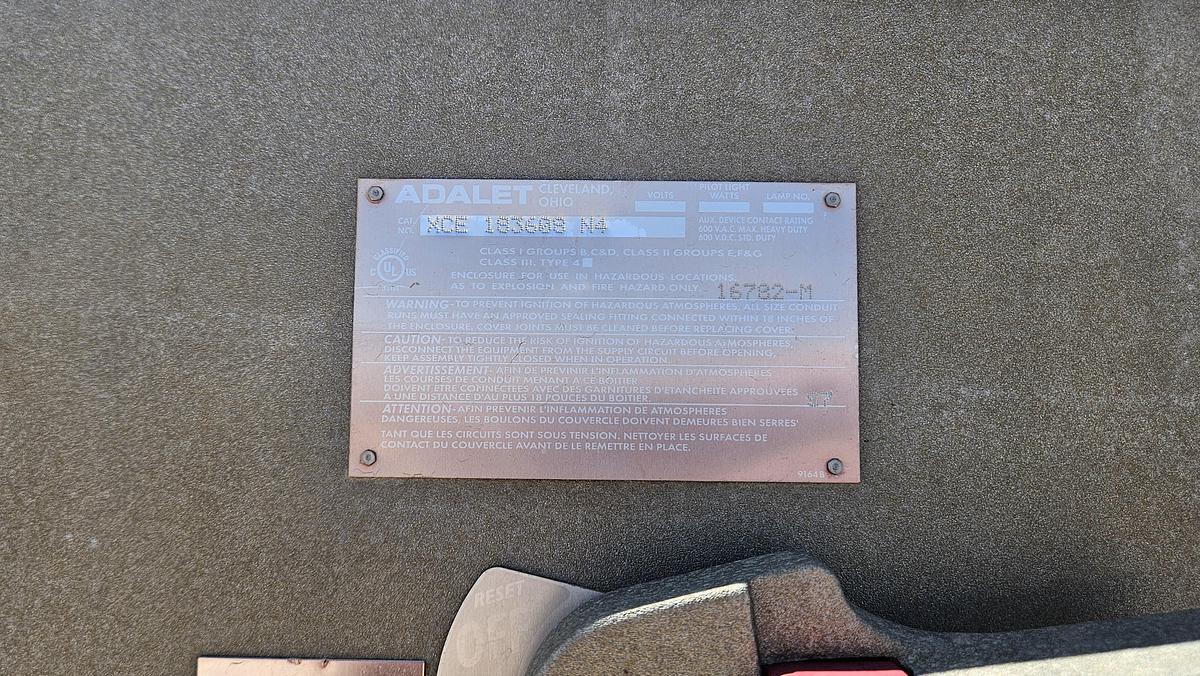 ADALET CLEVELAND, OHIO
VOLTS
PILOT LIGHT WATTS
LAMP NO.
CAT. NO. XCE 183608 N4
AUX. DEVICE CONTACT RATING
600 V.A.C. MAX. HEAVY DUTY
600 V.D.C. STD. DUTY
CLASSIFIED
C UL US
CLASS I GROUPS B,C&D, CLASS II GROUPS E,F&G
CLASS III, TYPE 4
ENCLOSURE FOR USE IN HAZARDOUS LOCATIONS,
AS TO EXPLOSION AND FIRE HAZARD ONLY.
16782-M
WARNING-TO PREVENT IGNITION OF HAZARDOUS ATMOSPHERES, ALL SIZE CONDUIT
RUNS MUST HAVE AN APPROVED SEALING FITTING CONNECTED WITHIN 18 INCHES OF
THE ENCLOSURE, COVER JOINTS MUST BE CLEANED BEFORE REPLACING COVER.
CAUTION-TO REDUCE THE RISK OF IGNITION OF HAZARDOUS ATMOSPHERES,
DISCONNECT THE EQUIPMENT FROM THE SUPPLY CIRCUIT BEFORE OPENING,
KEEP ASSEMBLY TIGHTLY CLOSED WHEN IN OPERATION.
ADVERTISSEMENT-AFIN DE PREVINIR L'INFLAMMATION D'ATMOSPHERES
LES COURSES DE CONDUIT MENANT A CE BOITIER
DOIVENT ETRE COPINECTEES AVEC DES GARNITURES D'ETANCHEITE APPROUVEES
A UNE DISTANCE D'AU PLUS 18 POUCES DU BOITIER.
ATTENTION-AFIN PREVENIR L'INFLAMMATION DE ATMOSPHERES
DANGEREUSES, LES BOULONS DU COUVERCLE DOIVENT DEMEURES BIEN SERRES'
TANT QUE LES CIRCUITS SONT SOUS TENSION. NETTOYER LES SURFACES DE
CONTACT DU COUVERCLE AVANT DE LE REMETTRE EN PLACE.
9164B
RESET